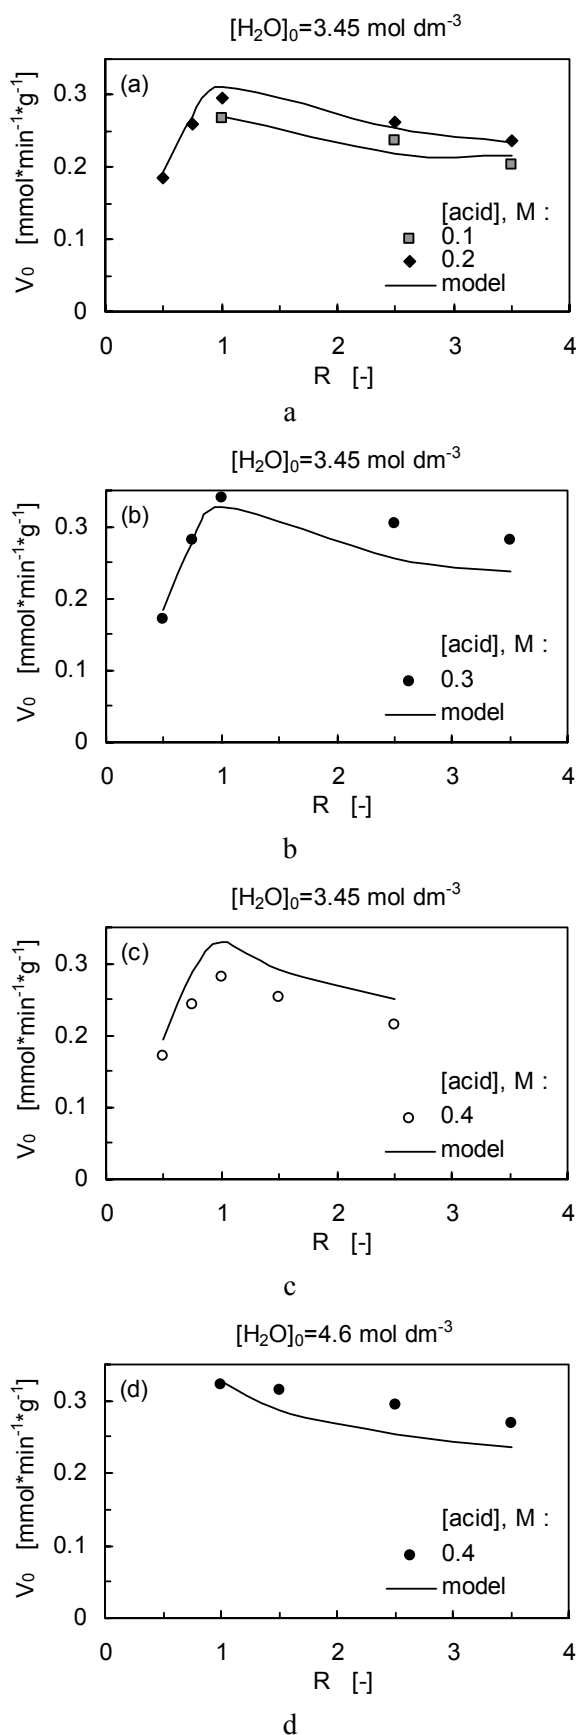 [H₂O]₀=3.45 mol dm⁻³
(a)
V₀ [mmol*min⁻¹*g⁻¹]
0.3
0.2
0.1
0
[acid], M :
0.1
0.2
model
0 1 2 3 4
R [-]
a
[H₂O]₀=3.45 mol dm⁻³
(b)
V₀ [mmol*min⁻¹*g⁻¹]
0.3
0.2
0.1
0
[acid], M :
0.3
model
0 1 2 3 4
R [-]
b
[H₂O]₀=3.45 mol dm⁻³
(c)
V₀ [mmol*min⁻¹*g⁻¹]
0.3
0.2
0.1
0
[acid], M :
0.4
model
0 1 2 3 4
R [-]
c
[H₂O]₀=4.6 mol dm⁻³
(d)
V₀ [mmol*min⁻¹*g⁻¹]
0.3
0.2
0.1
0
[acid], M :
0.4
model
0 1 2 3 4
R [-]
d